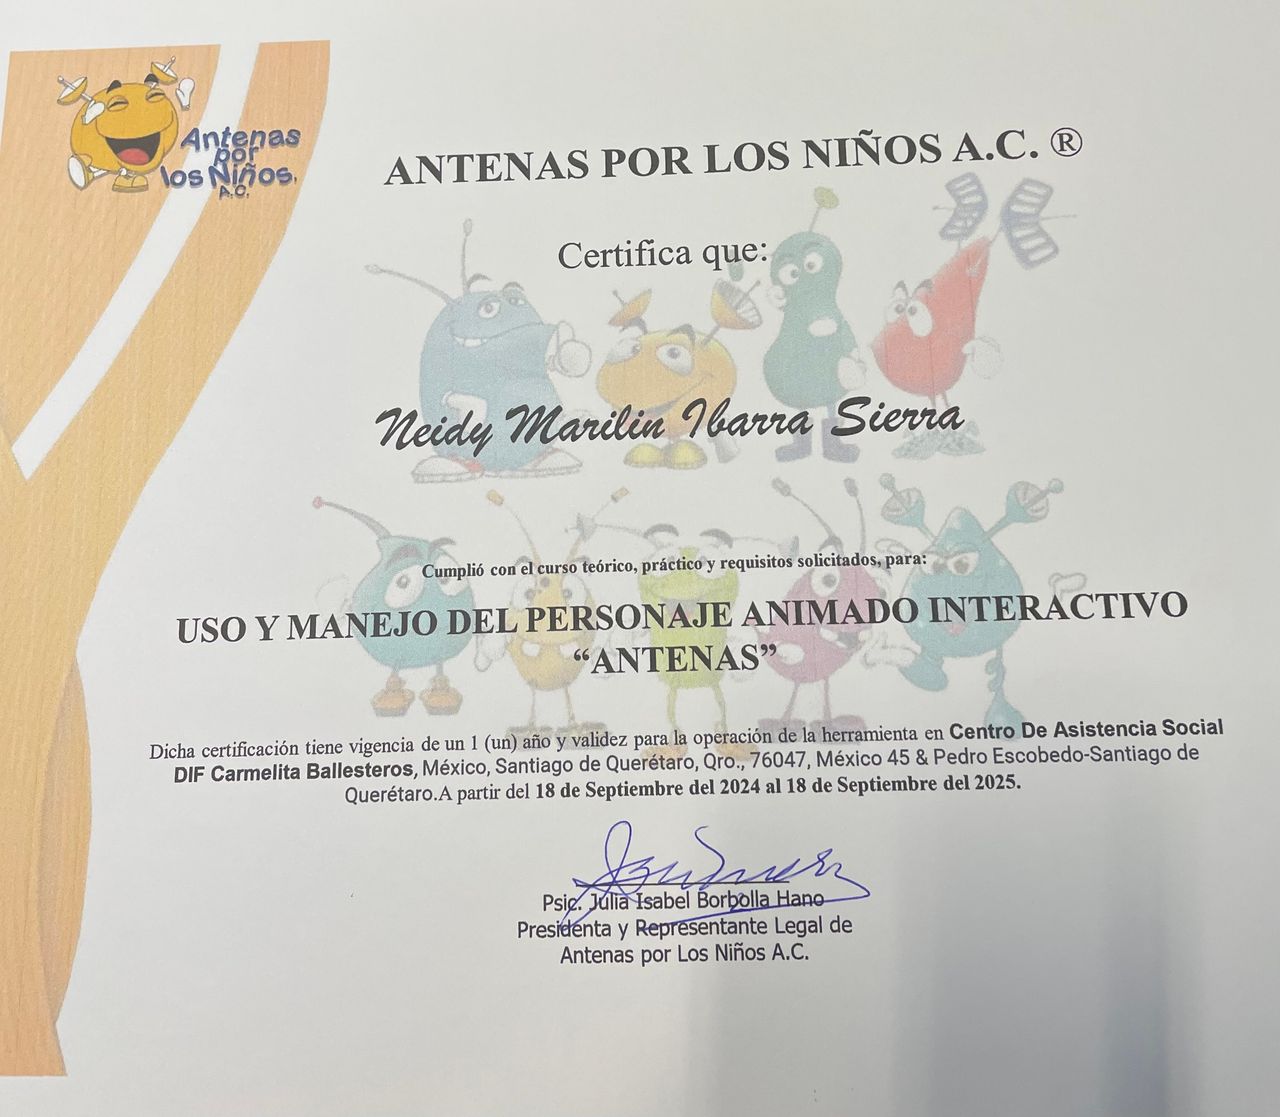 Antenas
por
los Niños,
A.C.
ANTENAS POR LOS NIÑOS A.C. ®
Certifica que:
Neidy Marilin Ibarra Sierra
Cumplió con el curso teórico, práctico y requisitos solicitados, para:
USO Y MANEJO DEL PERSONAJE ANIMADO INTERACTIVO
“ANTENAS”
Dicha certificación tiene vigencia de un 1 (un) año y validez para la operación de la herramienta en Centro De Asistencia Social
DIF Carmelita Ballesteros, México, Santiago de Querétaro, Qro., 76047, México 45 & Pedro Escobedo-Santiago de
Querétaro.A partir del 18 de Septiembre del 2024 al 18 de Septiembre del 2025.
Psic. Julia Isabel Borbolla Hano
Presidenta y Representante Legal de
Antenas por Los Niños A.C.